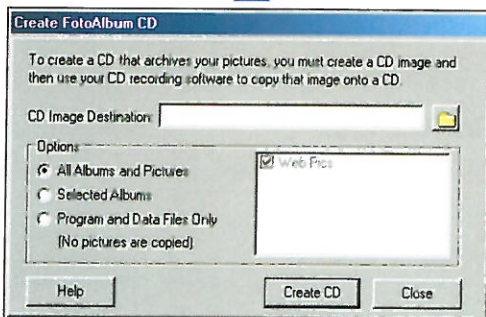 Create FotoAlbum CD
To create a CD that archives your pictures, you must create a CD image and
then use your CD recording software to copy that image onto a CD.
CD Image Destination:
Options
All Albums and Pictures
Web Pics
Selected Albums
Program and Data Files Only
(No pictures are copied)
Help
Create CD
Close